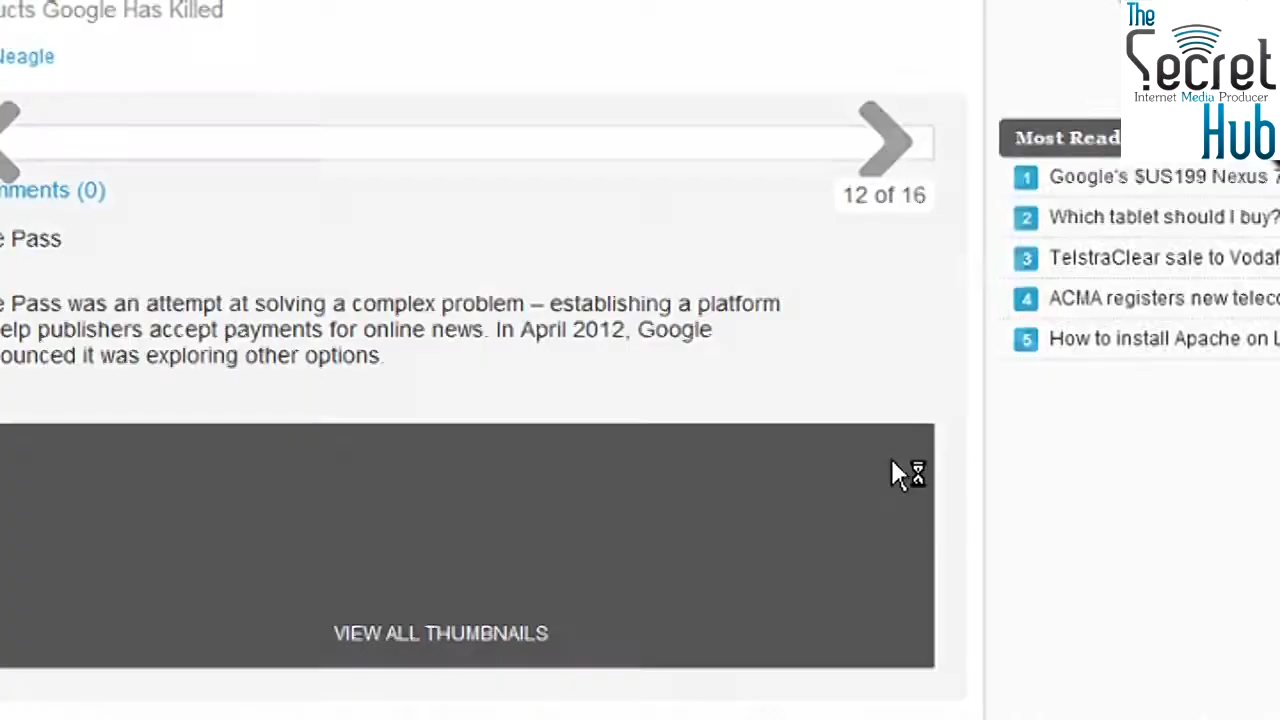 ucts Google Has Killed
Neagle
mments (0)
12 of 16
e Pass
e Pass was an attempt at solving a complex problem – establishing a platform
elp publishers accept payments for online news. In April 2012, Google
ounced it was exploring other options.
VIEW ALL THUMBNAILS
The
Secret
Internet Media Producer
Hub
Most Read
1 Google's $US199 Nexus 7
2 Which tablet should I buy?
3 TelstraClear sale to Vodaf
4 ACMA registers new teleco
5 How to install Apache on L